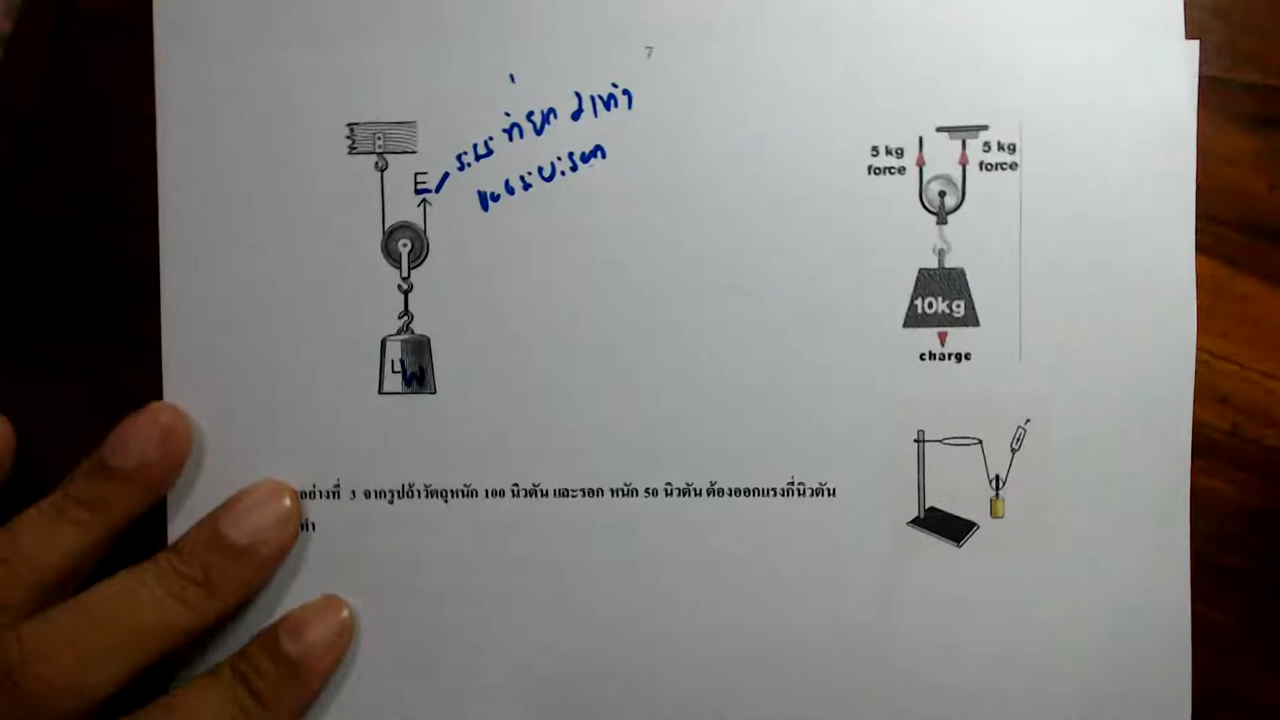 7
ระยะที่ยก 2 เท่า
ของระยะรอก
E
L W
5 kg
force
5 kg
force
10kg
charge
อย่างที่ 3 จากรูปถ้าวัตถุหนัก 100 นิวตัน และรอก หนัก 50 นิวตัน ต้องออกแรงกี่นิวตัน
ทำ